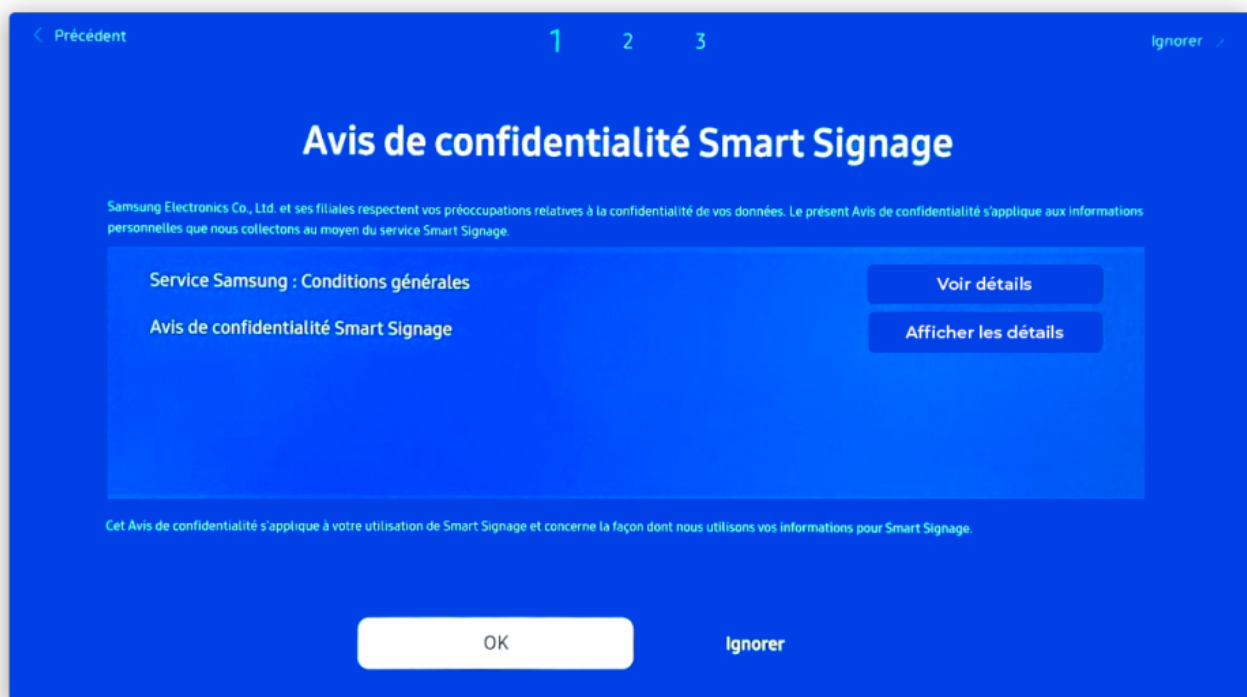 Précédent
1 2 3
Ignorer
Avis de confidentialité Smart Signage
Samsung Electronics Co., Ltd. et ses filiales respectent vos préoccupations relatives à la confidentialité de vos données. Le présent Avis de confidentialité s'applique aux informations
personnelles que nous collectons au moyen du service Smart Signage.
Service Samsung : Conditions générales
Voir détails
Avis de confidentialité Smart Signage
Afficher les détails
Cet Avis de confidentialité s'applique à votre utilisation de Smart Signage et concerne la façon dont nous utilisons vos informations pour Smart Signage.
OK
Ignorer